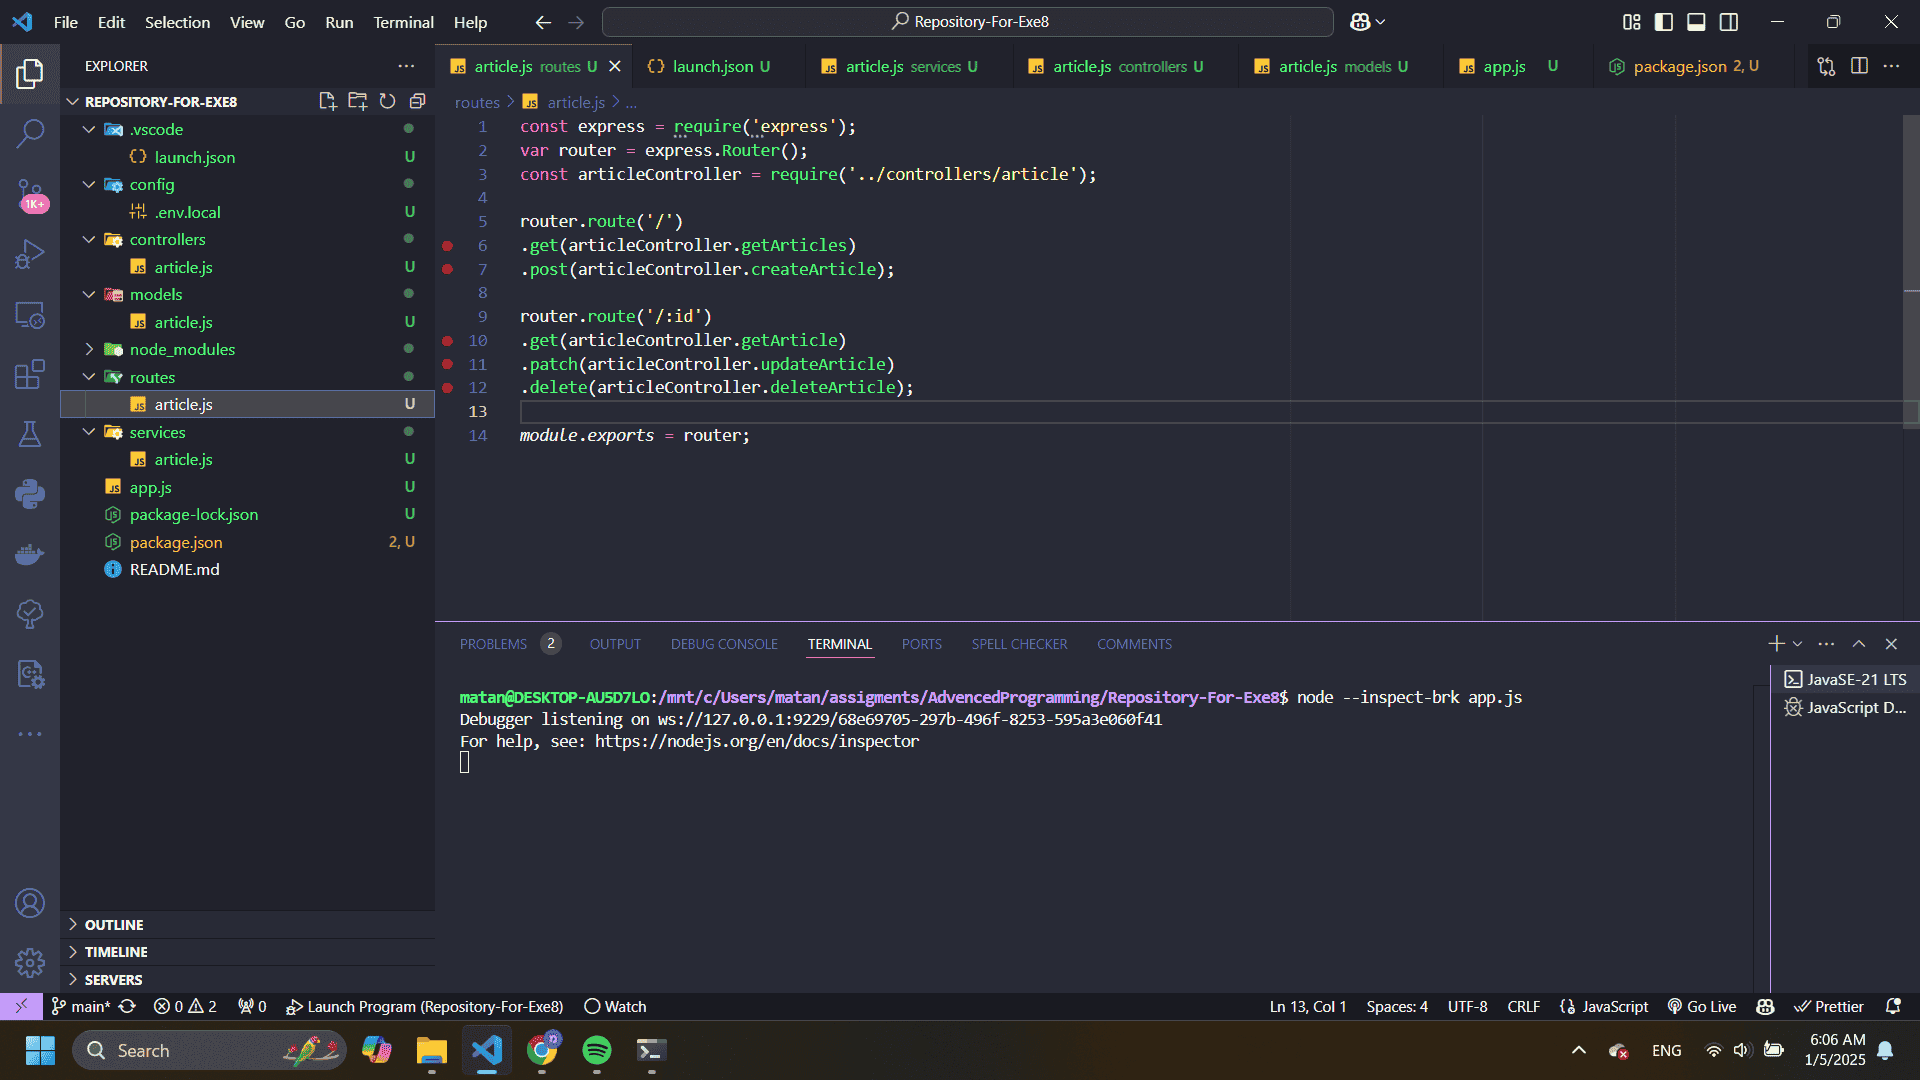 File Edit Selection View Go Run Terminal Help
Repository-For-Exe8
EXPLORER
REPOSITORY-FOR-EXE8
.vscode
launch.json U
config
.env.local U
controllers
article.js U
models
article.js U
node_modules
routes
article.js U
services
article.js U
app.js U
package-lock.json U
package.json 2, U
README.md
OUTLINE
TIMELINE
SERVERS
1K+
article.js routes U
launch.json U
article.js services U
article.js controllers U
article.js models U
app.js U
package.json 2, U
routes > article.js > ...
1 const express = require('express');
2 var router = express.Router();
3 const articleController = require('../controllers/article');
4
5 router.route('/')
6 .get(articleController.getArticles)
7 .post(articleController.createArticle);
8
9 router.route('/:id')
10 .get(articleController.getArticle)
11 .patch(articleController.updateArticle)
12 .delete(articleController.deleteArticle);
13
14 module.exports = router;
PROBLEMS 2 OUTPUT DEBUG CONSOLE TERMINAL PORTS SPELL CHECKER COMMENTS
matan@DESKTOP-AU5D7LO:/mnt/c/Users/matan/assigments/AdvencedProgramming/Repository-For-Exe8$ node --inspect-brk app.js
Debugger listening on ws://127.0.0.1:9229/68e69705-297b-496f-8253-595a3e060f41
For help, see: https://nodejs.org/en/docs/inspector
JavaSE-21 LTS
JavaScript D...
main* 0 2 0 Launch Program (Repository-For-Exe8) Watch
Ln 13, Col 1 Spaces: 4 UTF-8 CRLF JavaScript Go Live Prettier
Search
ENG
6:06 AM
1/5/2025